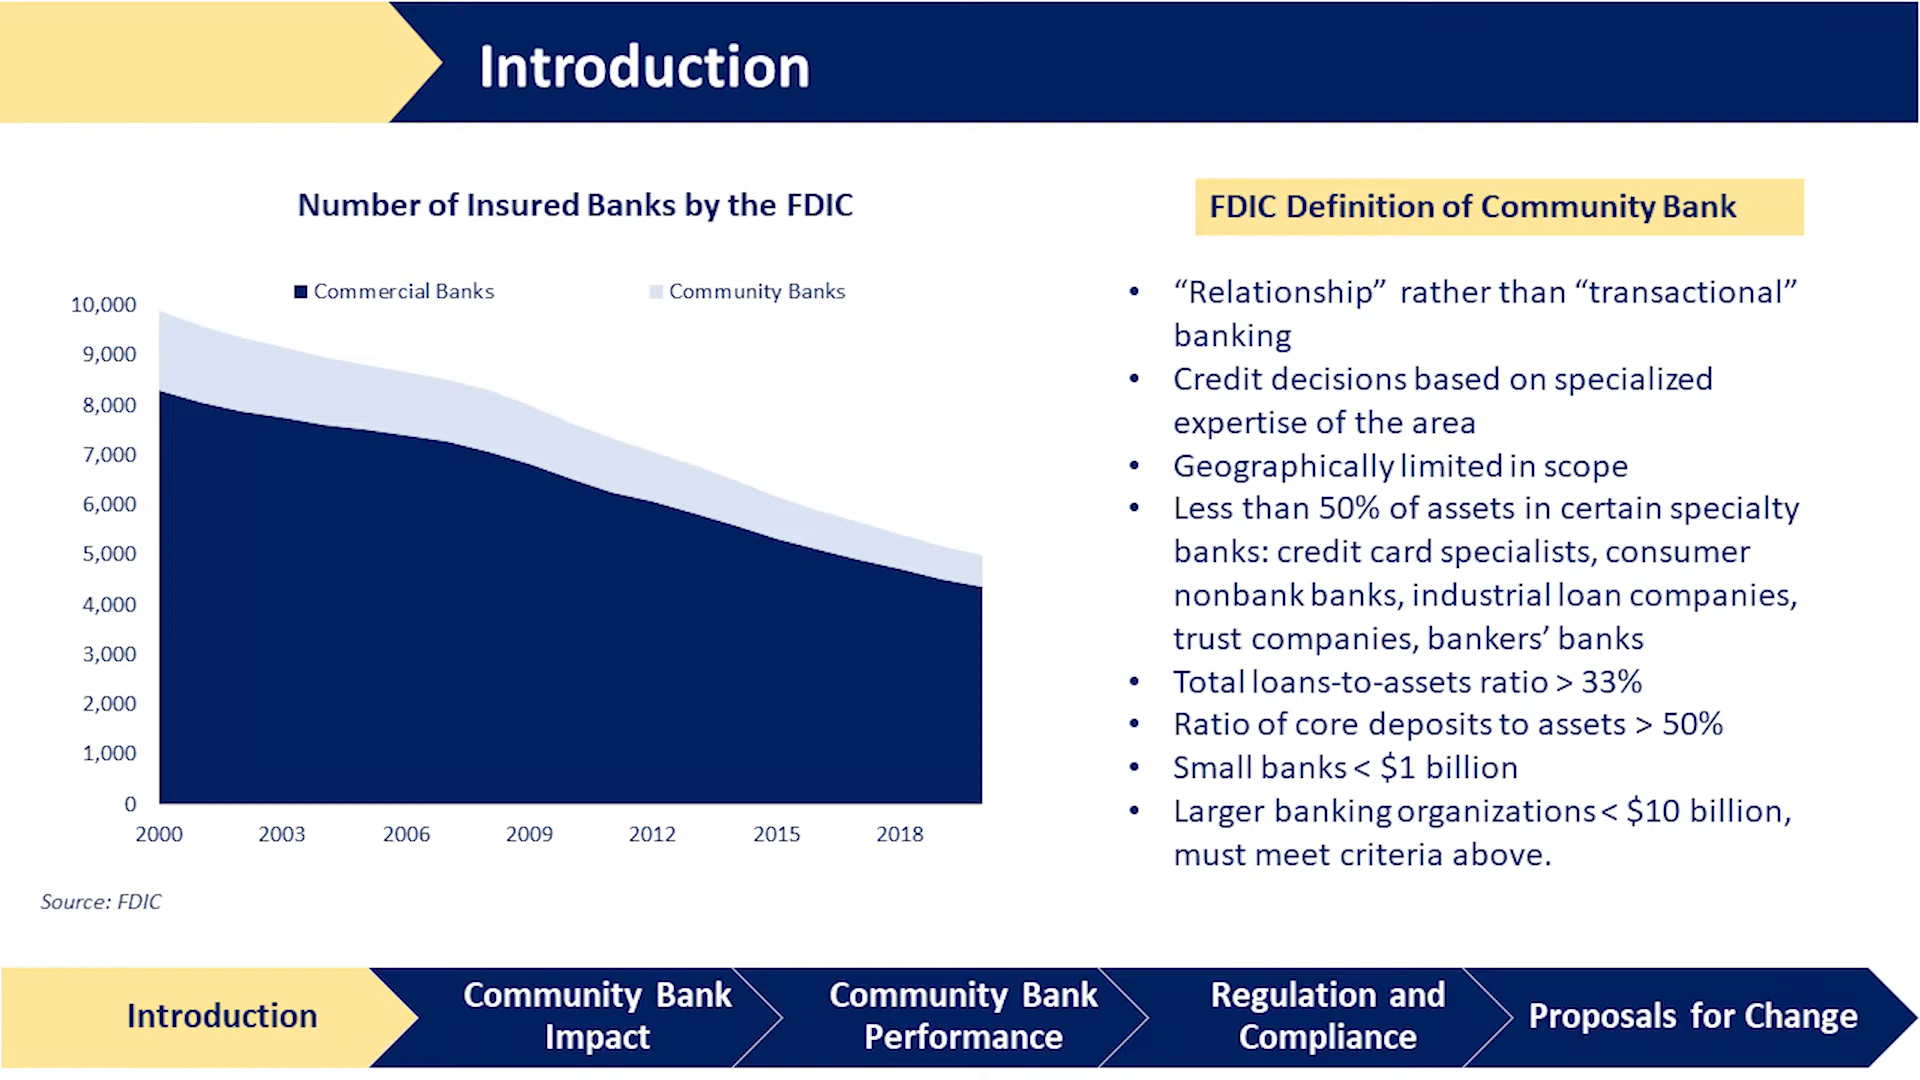 Introduction
Number of Insured Banks by the FDIC
Commercial Banks
Community Banks
10,000
9,000
8,000
7,000
6,000
5,000
4,000
3,000
2,000
1,000
0
2000 2003 2006 2009 2012 2015 2018
Source: FDIC
FDIC Definition of Community Bank
• “Relationship” rather than “transactional”
banking
• Credit decisions based on specialized
expertise of the area
• Geographically limited in scope
• Less than 50% of assets in certain specialty
banks: credit card specialists, consumer
nonbank banks, industrial loan companies,
trust companies, bankers’ banks
• Total loans-to-assets ratio > 33%
• Ratio of core deposits to assets > 50%
• Small banks < $1 billion
• Larger banking organizations < $10 billion,
must meet criteria above.
Introduction
Community Bank
Impact
Community Bank
Performance
Regulation and
Compliance
Proposals for Change